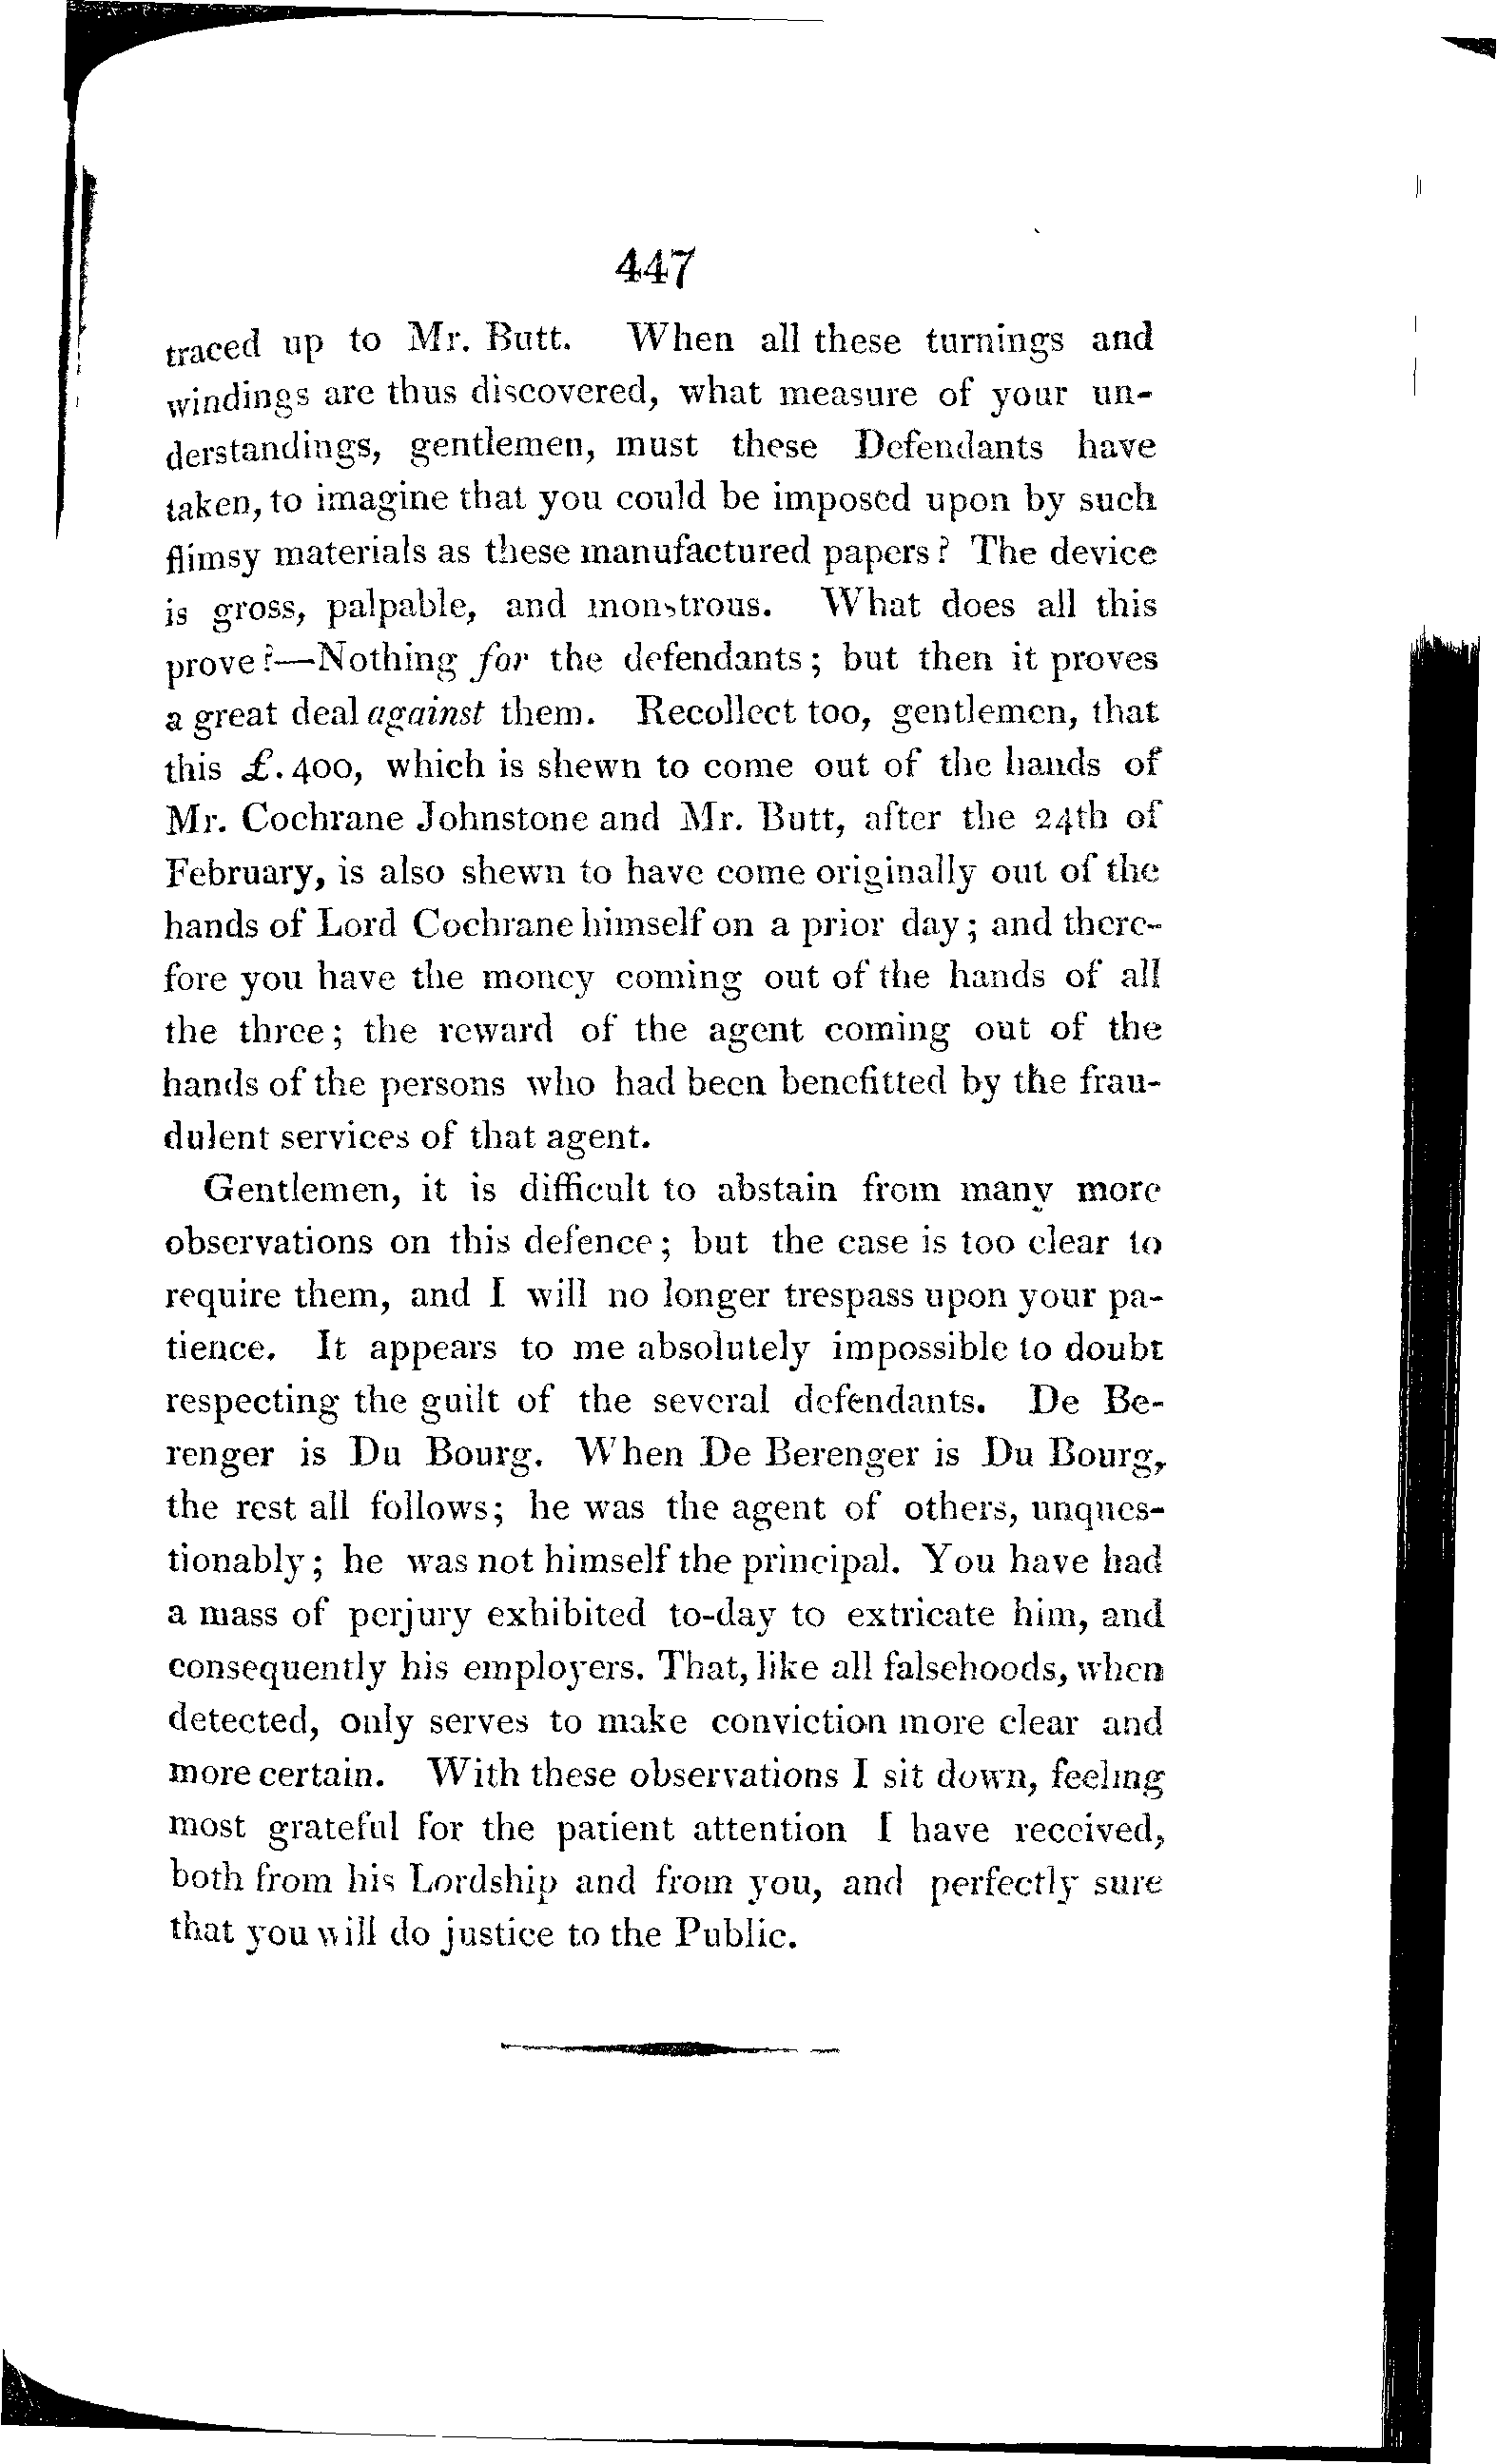 447
traced up to Mr. Butt. When all these turnings and
windings are thus discovered, what measure of your un-
derstandings, gentlemen, must these Defendants have
taken, to imagine that you could be imposed upon by such
flimsy materials as these manufactured papers? The device
is gross, palpable, and monstrous. What does all this
prove?—Nothing for the defendants; but then it proves
a great deal against them. Recollect too, gentlemen, that
this £.400, which is shewn to come out of the hands of
Mr. Cochrane Johnstone and Mr. Butt, after the 24th of
February, is also shewn to have come originally out of the
hands of Lord Cochrane himself on a prior day; and there-
fore you have the money coming out of the hands of all
the three; the reward of the agent coming out of the
hands of the persons who had been benefitted by the frau-
dulent services of that agent.
Gentlemen, it is difficult to abstain from many more
observations on this defence; but the case is too clear to
require them, and I will no longer trespass upon your pa-
tience. It appears to me absolutely impossible to doubt
respecting the guilt of the several defendants. De Be-
renger is Du Bourg. When De Berenger is Du Bourg,
the rest all follows; he was the agent of others, unques-
tionably; he was not himself the principal. You have had
a mass of perjury exhibited to-day to extricate him, and
consequently his employers. That, like all falsehoods, when
detected, only serves to make conviction more clear and
more certain. With these observations I sit down, feeling
most grateful for the patient attention I have received,
both from his Lordship and from you, and perfectly sure
that you will do justice to the Public.